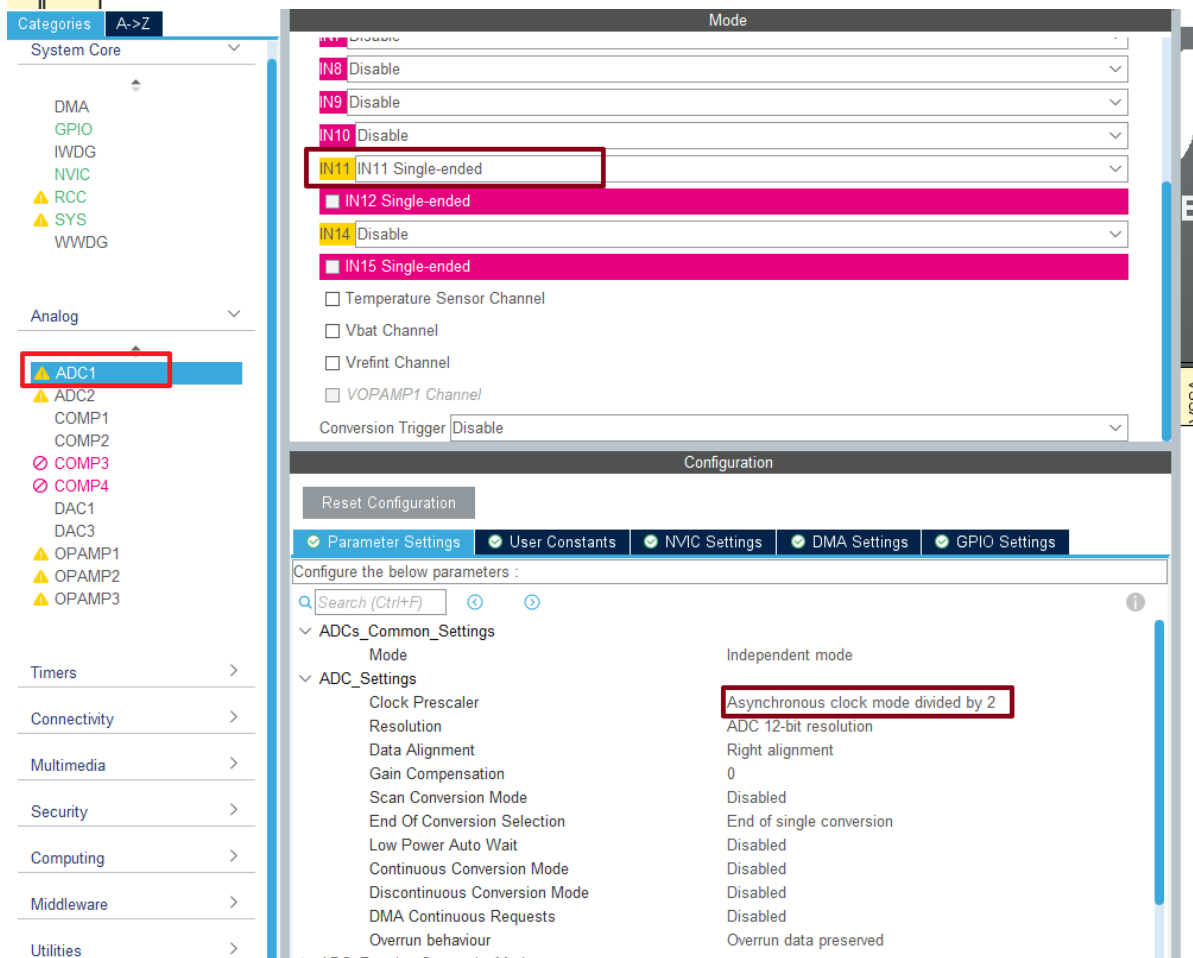 Categories A->Z
System Core
DMA
GPIO
IWDG
NVIC
RCC
SYS
WWDG
Analog
ADC1
ADC2
COMP1
COMP2
COMP3
COMP4
DAC1
DAC3
OPAMP1
OPAMP2
OPAMP3
Timers
Connectivity
Multimedia
Security
Computing
Middleware
Utilities
Mode
IN7 Disable
IN8 Disable
IN9 Disable
IN10 Disable
IN11 IN11 Single-ended
IN12 Single-ended
IN14 Disable
IN15 Single-ended
Temperature Sensor Channel
Vbat Channel
Vrefint Channel
VOPAMP1 Channel
Conversion Trigger Disable
Configuration
Reset Configuration
Parameter Settings User Constants NVIC Settings DMA Settings GPIO Settings
Configure the below parameters :
Search (Ctrl+F)
ADCs_Common_Settings
Mode Independent mode
ADC_Settings
Clock Prescaler Asynchronous clock mode divided by 2
Resolution ADC 12-bit resolution
Data Alignment Right alignment
Gain Compensation 0
Scan Conversion Mode Disabled
End Of Conversion Selection End of single conversion
Low Power Auto Wait Disabled
Continuous Conversion Mode Disabled
Discontinuous Conversion Mode Disabled
DMA Continuous Requests Disabled
Overrun behaviour Overrun data preserved